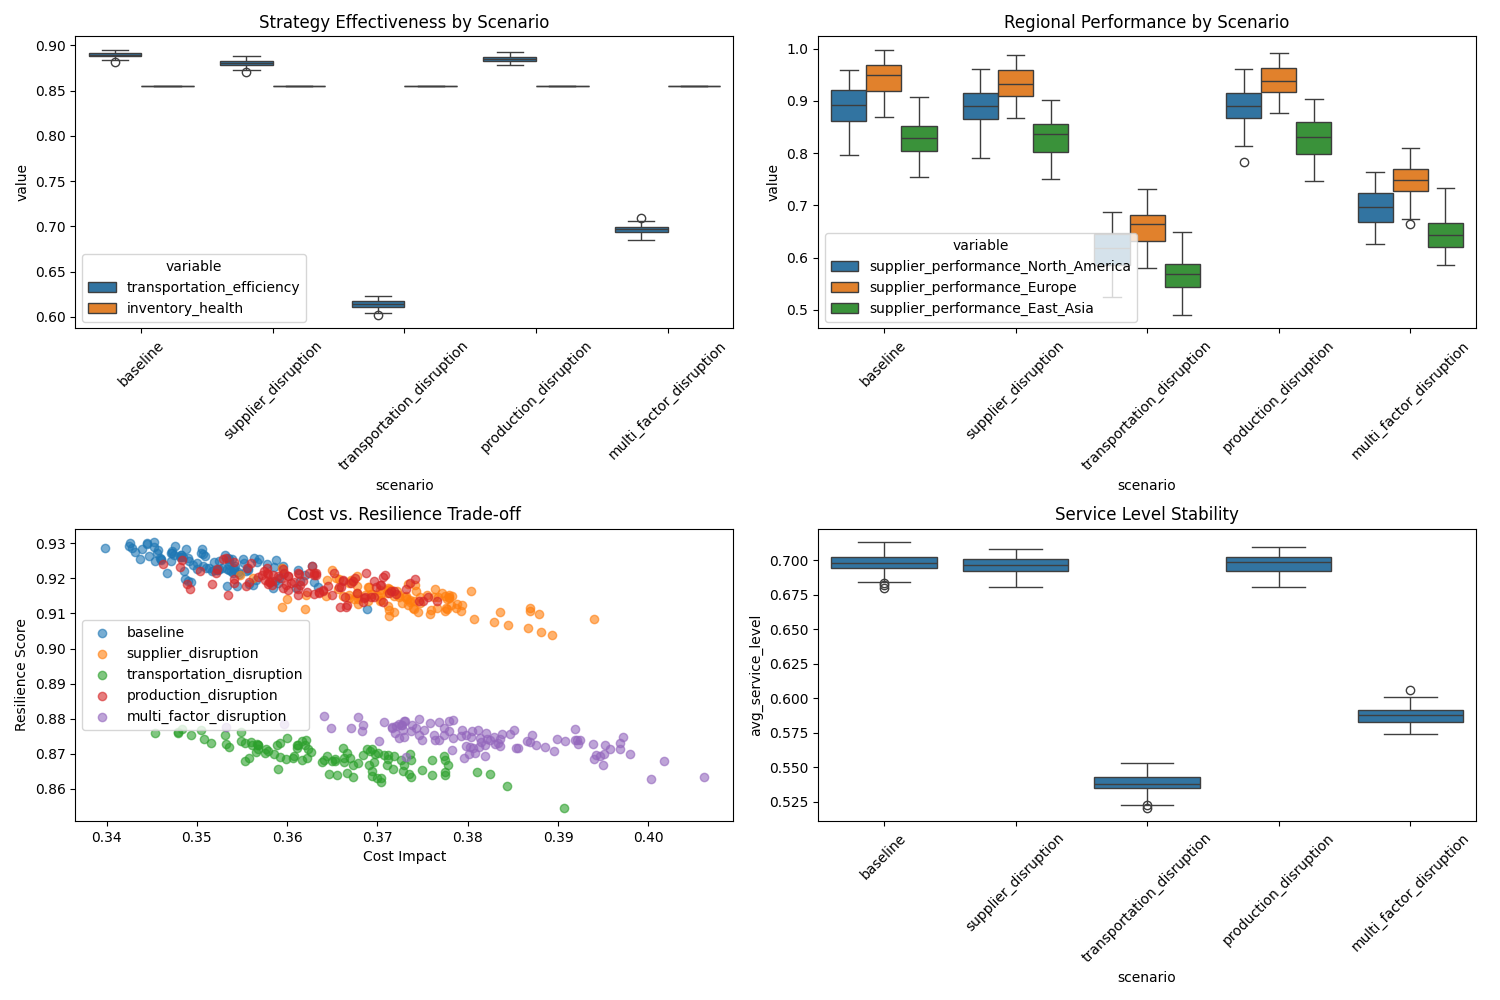 Strategy Effectiveness by Scenario
value
0.90
0.85
0.80
0.75
0.70
0.65
0.60
variable
transportation_efficiency
inventory_health
baseline
supplier_disruption
transportation_disruption
production_disruption
multi_factor_disruption
scenario
Regional Performance by Scenario
value
1.0
0.9
0.8
0.7
0.6
0.5
variable
supplier_performance_North_America
supplier_performance_Europe
supplier_performance_East_Asia
baseline
supplier_disruption
transportation_disruption
production_disruption
multi_factor_disruption
scenario
Cost vs. Resilience Trade-off
Resilience Score
0.93
0.92
0.91
0.90
0.89
0.88
0.87
0.86
baseline
supplier_disruption
transportation_disruption
production_disruption
multi_factor_disruption
0.34 0.35 0.36 0.37 0.38 0.39 0.40
Cost Impact
Service Level Stability
avg_service_level
0.700
0.675
0.650
0.625
0.600
0.575
0.550
0.525
baseline
supplier_disruption
transportation_disruption
production_disruption
multi_factor_disruption
scenario